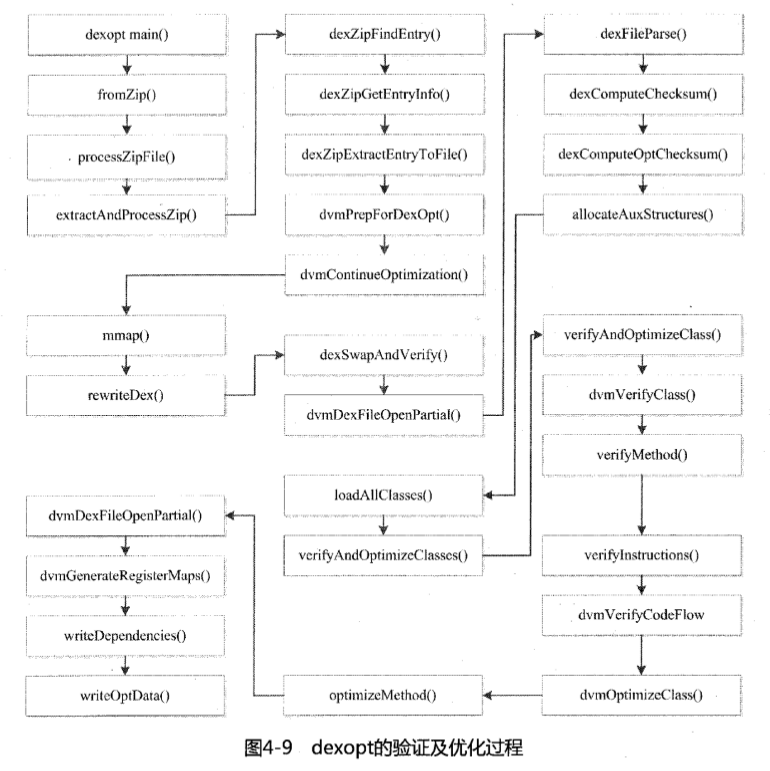 dexopt main()
fromZip()
processZipFile()
extractAndProcessZip()
dexZipFindEntry()
dexZipGetEntryInfo()
dexZipExtractEntryToFile()
dvmPrepForDexOpt()
dvmContinueOptimization()
mmap()
rewriteDex()
dexSwapAndVerify()
dvmDexFileOpenPartial()
dexFileParse()
dexComputeChecksum()
dexComputeOptChecksum()
allocateAuxStructures()
loadAllClasses()
verifyAndOptimizeClasses()
verifyAndOptimizeClass()
dvmVerifyClass()
verifyMethod()
verifyInstructions()
dvmVerifyCodeFlow
dvmOptimizeClass()
optimizeMethod()
dvmDexFileOpenPartial()
dvmGenerateRegisterMaps()
writeDependencies()
writeOptData()
图4-9 dexopt的验证及优化过程